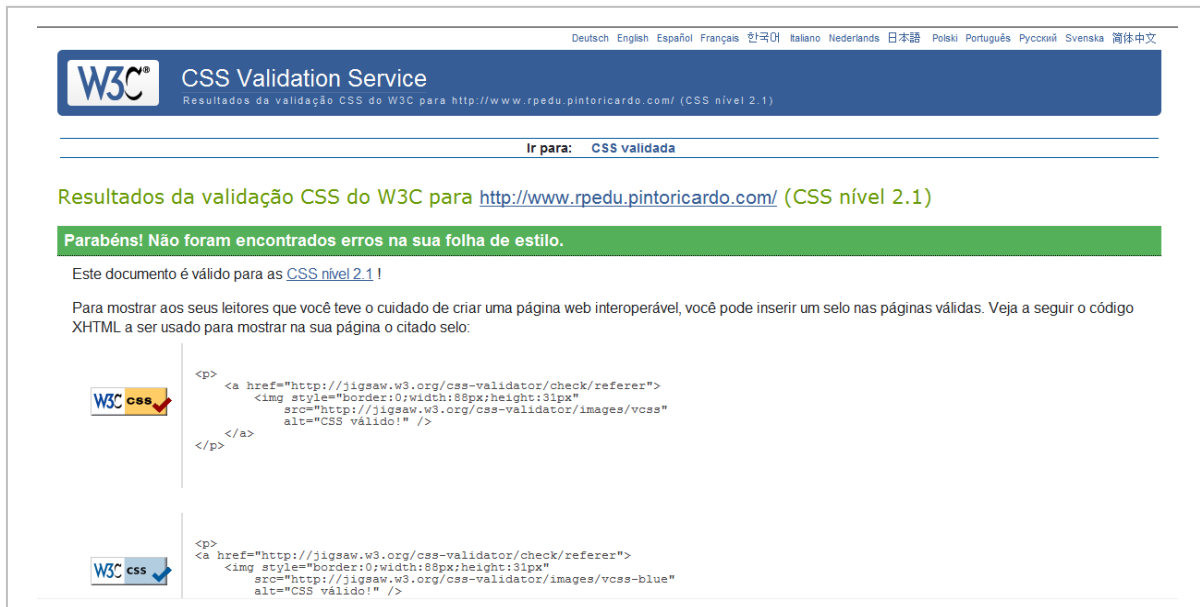 Deutsch English Español Français 한국어 Italiano Nederlands 日本語 Polski Português Русский Svenska 简体中文
W3C®
CSS Validation Service
Resultados da validação CSS do W3C para http://www.rpedu.pintoricardo.com/ (CSS nível 2.1)
Ir para: CSS validada
Resultados da validação CSS do W3C para http://www.rpedu.pintoricardo.com/ (CSS nível 2.1)
Parabéns! Não foram encontrados erros na sua folha de estilo.
Este documento é válido para as CSS nível 2.1 !
Para mostrar aos seus leitores que você teve o cuidado de criar uma página web interoperável, você pode inserir um selo nas páginas válidas. Veja a seguir o código
XHTML a ser usado para mostrar na sua página o citado selo:
W3C css
<p>
<a href="http://jigsaw.w3.org/css-validator/check/referer">
<img style="border:0;width:88px;height:31px"
src="http://jigsaw.w3.org/css-validator/images/vcss"
alt="CSS válido!" />
</a>
</p>
W3C css
<p>
<a href="http://jigsaw.w3.org/css-validator/check/referer">
<img style="border:0;width:88px;height:31px"
src="http://jigsaw.w3.org/css-validator/images/vcss-blue"
alt="CSS válido!" />